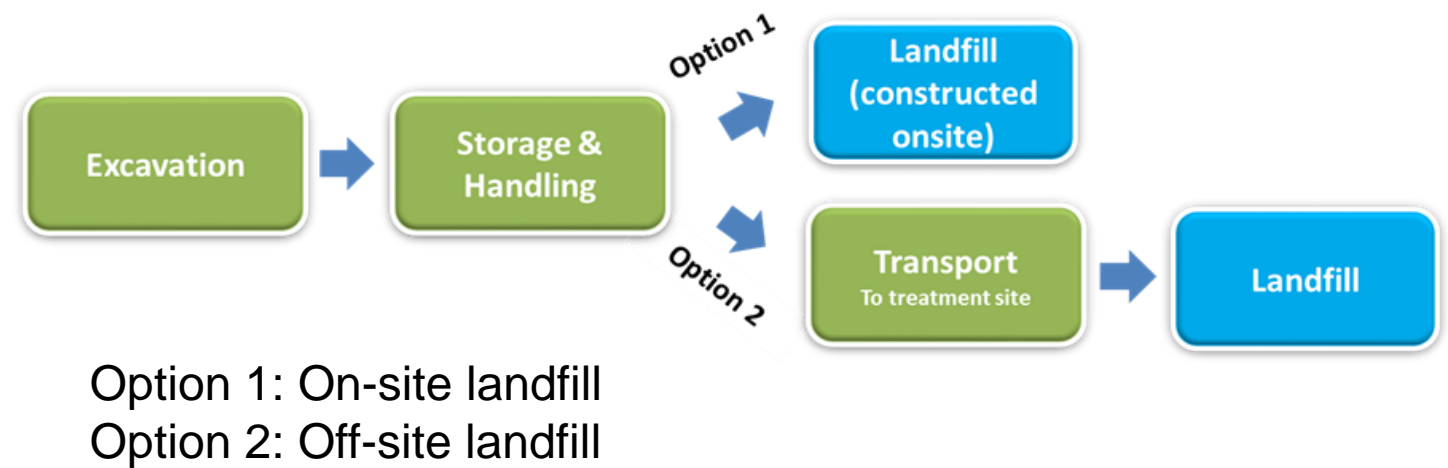 Excavation
Storage &
Handling
Option 1
Landfill
(constructed
onsite)
Option 2
Transport
To treatment site
Landfill
Option 1: On-site landfill
Option 2: Off-site landfill